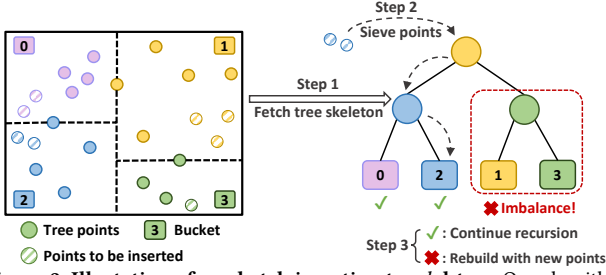 Step 2
Sieve points
0
1
2
3
Step 1
Fetch tree skeleton
0
2
1
3
✓
✓
✖ Imbalance!
Tree points
3 Bucket
Points to be inserted
Step 3
✓ : Continue recursion
✖ : Rebuild with new points